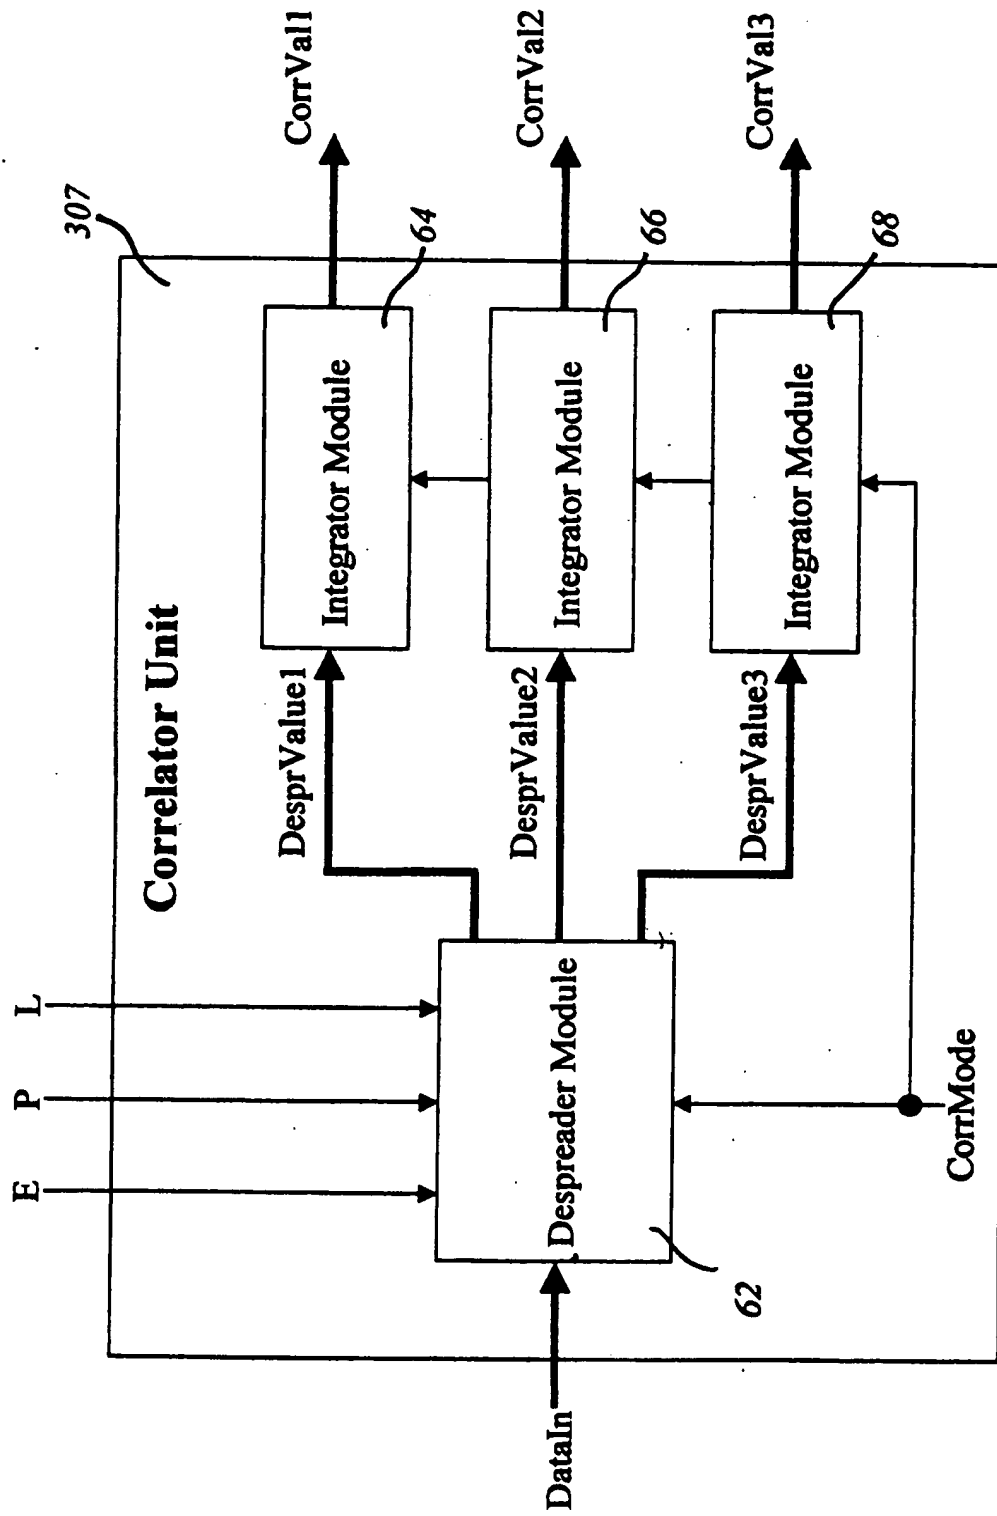 307
Correlator Unit
E
P
L
DataIn
Despreader Module
62
CorrMode
DesprValue1
Integrator Module
64
CorrVal1
DesprValue2
Integrator Module
66
CorrVal2
DesprValue3
Integrator Module
68
CorrVal3